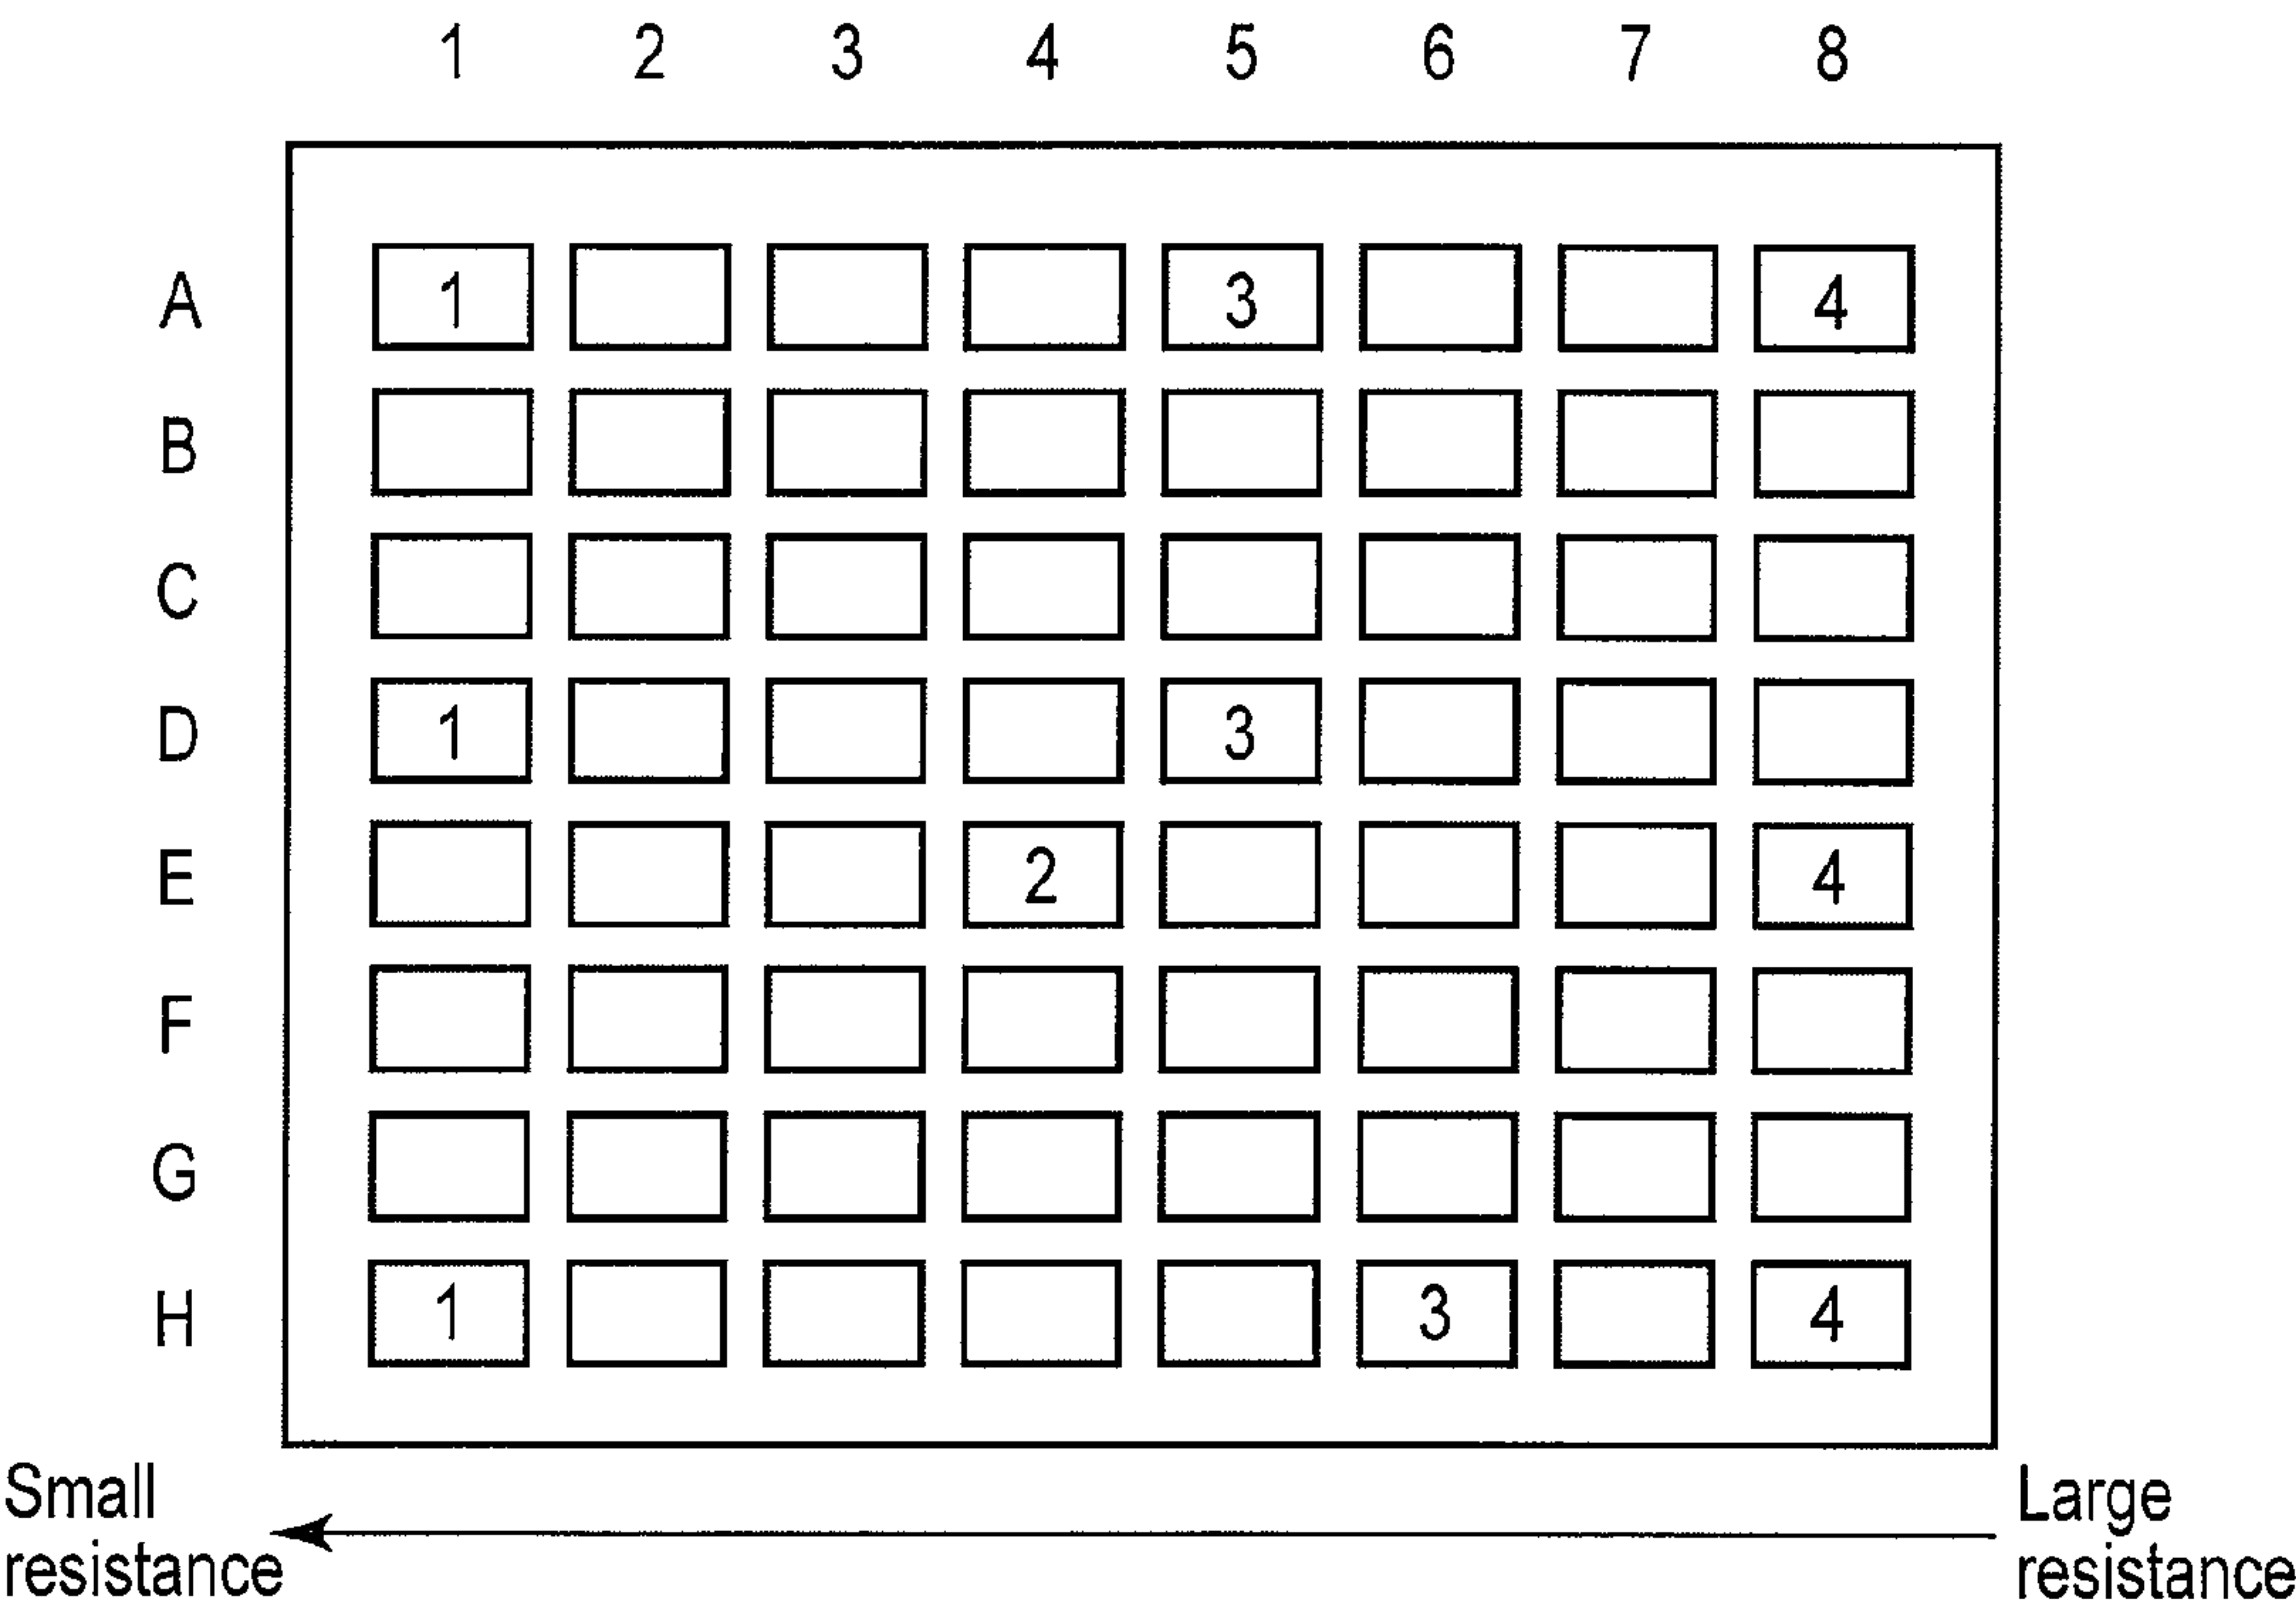 1 2 3 4 5 6 7 8
A 1 3 4
B
C
D 1 3
E 2 4
F
G
H 1 3 4
Small resistance
Large resistance